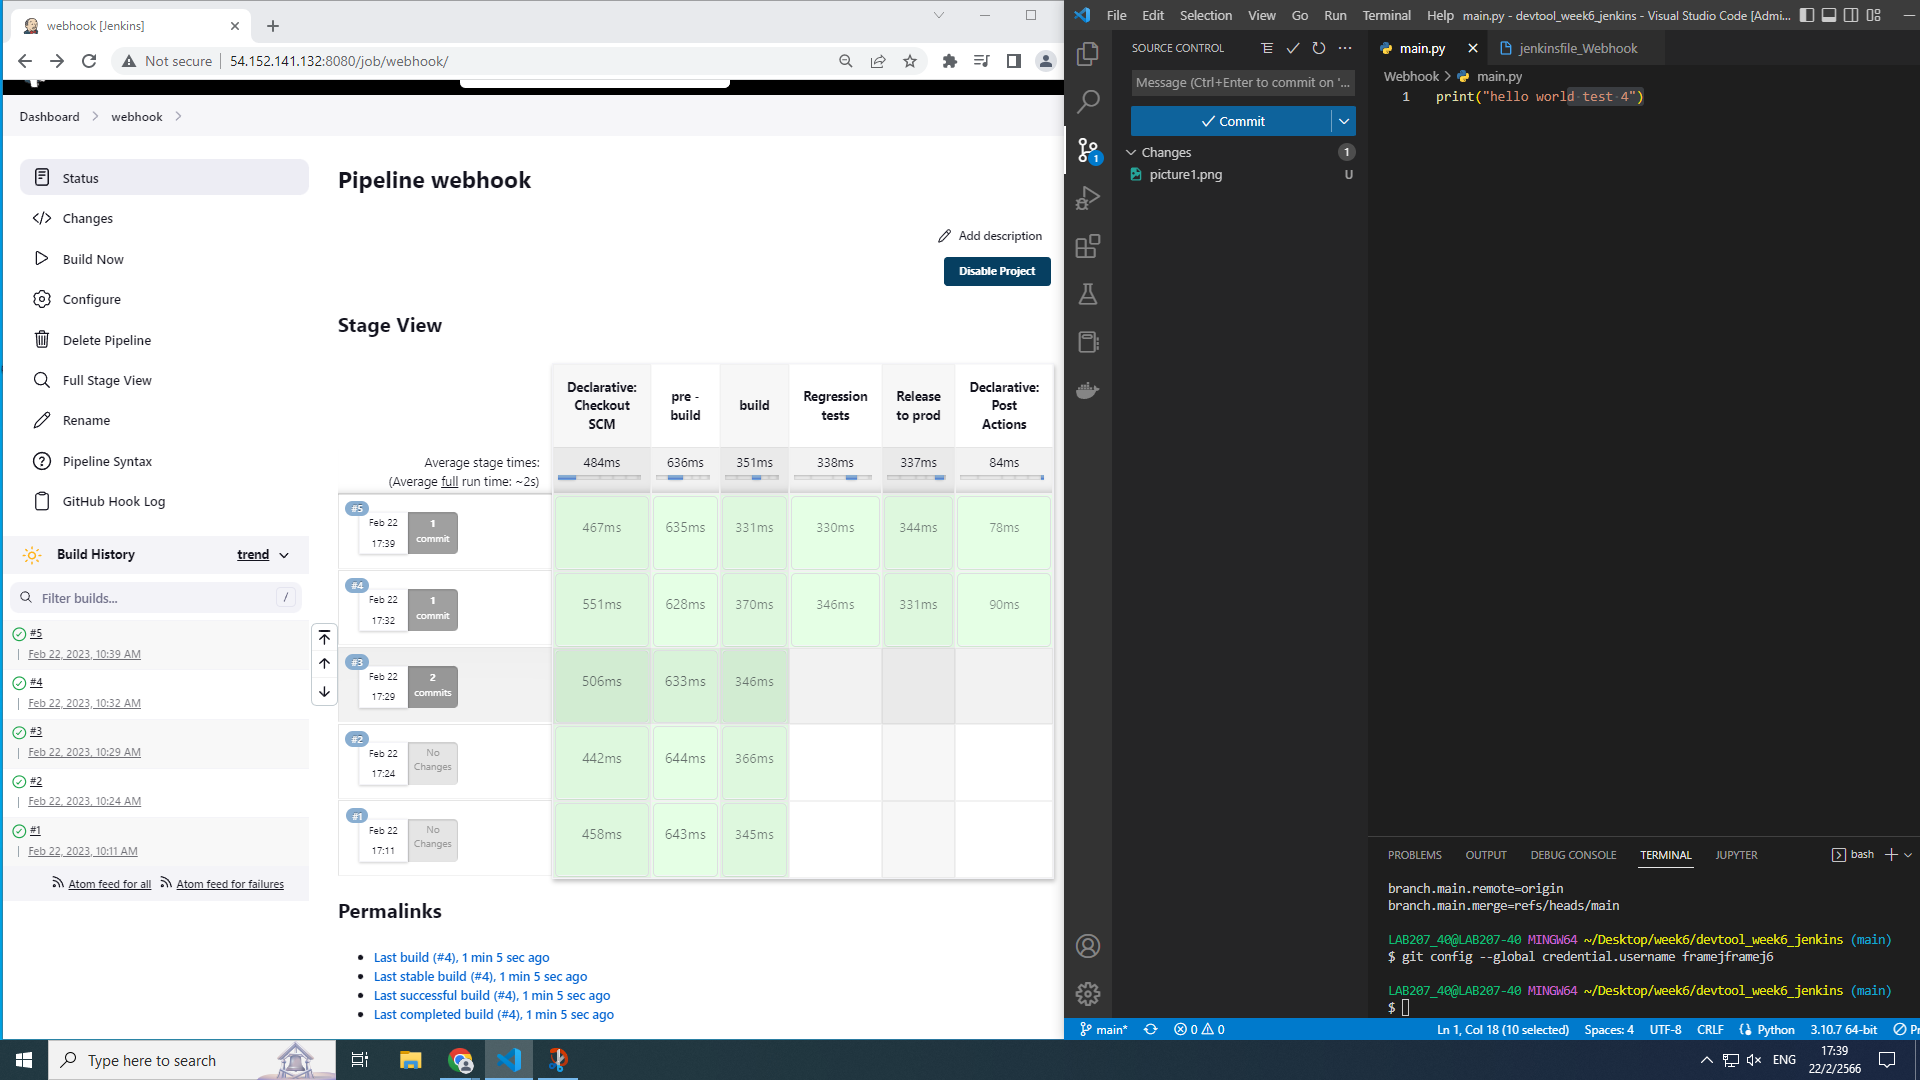 webhook [Jenkins]
Not secure
54.152.141.132:8080/job/webhook/
Dashboard
webhook
Status
Changes
Build Now
Configure
Delete Pipeline
Full Stage View
Rename
Pipeline Syntax
GitHub Hook Log
Build History
trend
Filter builds...
/
#5
Feb 22, 2023, 10:39 AM
#4
Feb 22, 2023, 10:32 AM
#3
Feb 22, 2023, 10:29 AM
#2
Feb 22, 2023, 10:24 AM
#1
Feb 22, 2023, 10:11 AM
Atom feed for all
Atom feed for failures
Pipeline webhook
Add description
Disable Project
Stage View
Declarative: Checkout SCM
pre - build
build
Regression tests
Release to prod
Declarative: Post Actions
Average stage times:
(Average full run time: ~2s)
484ms 636ms 351ms 338ms 337ms 84ms
#5
Feb 22
17:39
1 commit
467ms 635ms 331ms 330ms 344ms 78ms
#4
Feb 22
17:32
1 commit
551ms 628ms 370ms 346ms 331ms 90ms
#3
Feb 22
17:29
2 commits
506ms 633ms 346ms
#2
Feb 22
17:24
No Changes
442ms 644ms 366ms
#1
Feb 22
17:11
No Changes
458ms 643ms 345ms
Permalinks
Last build (#4), 1 min 5 sec ago
Last stable build (#4), 1 min 5 sec ago
Last successful build (#4), 1 min 5 sec ago
Last completed build (#4), 1 min 5 sec ago
File Edit Selection View Go Run Terminal Help main.py - devtool_week6_jenkins - Visual Studio Code [Admi...
SOURCE CONTROL
Message (Ctrl+Enter to commit on '...
Commit
Changes
1
picture1.png
U
1
main.py
jenkinsfile_Webhook
Webhook
main.py
1
print("hello world test 4")
PROBLEMS OUTPUT DEBUG CONSOLE TERMINAL JUPYTER
bash
branch.main.remote=origin
branch.main.merge=refs/heads/main
LAB207_40@LAB207-40 MINGW64 ~/Desktop/week6/devtool_week6_jenkins (main)
$ git config --global credential.username framejframej6
LAB207_40@LAB207-40 MINGW64 ~/Desktop/week6/devtool_week6_jenkins (main)
$
main*
0
0
Ln 1, Col 18 (10 selected)
Spaces: 4
UTF-8
CRLF
Python
3.10.7 64-bit
Pr
Type here to search
ENG
17:39
22/2/2566